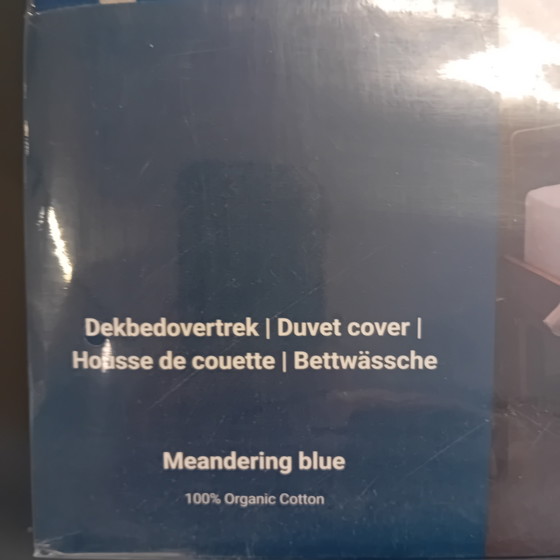 Dekbedovertrek | Duvet cover |
Housse de couette | Bettwässche
Meandering blue
100% Organic Cotton